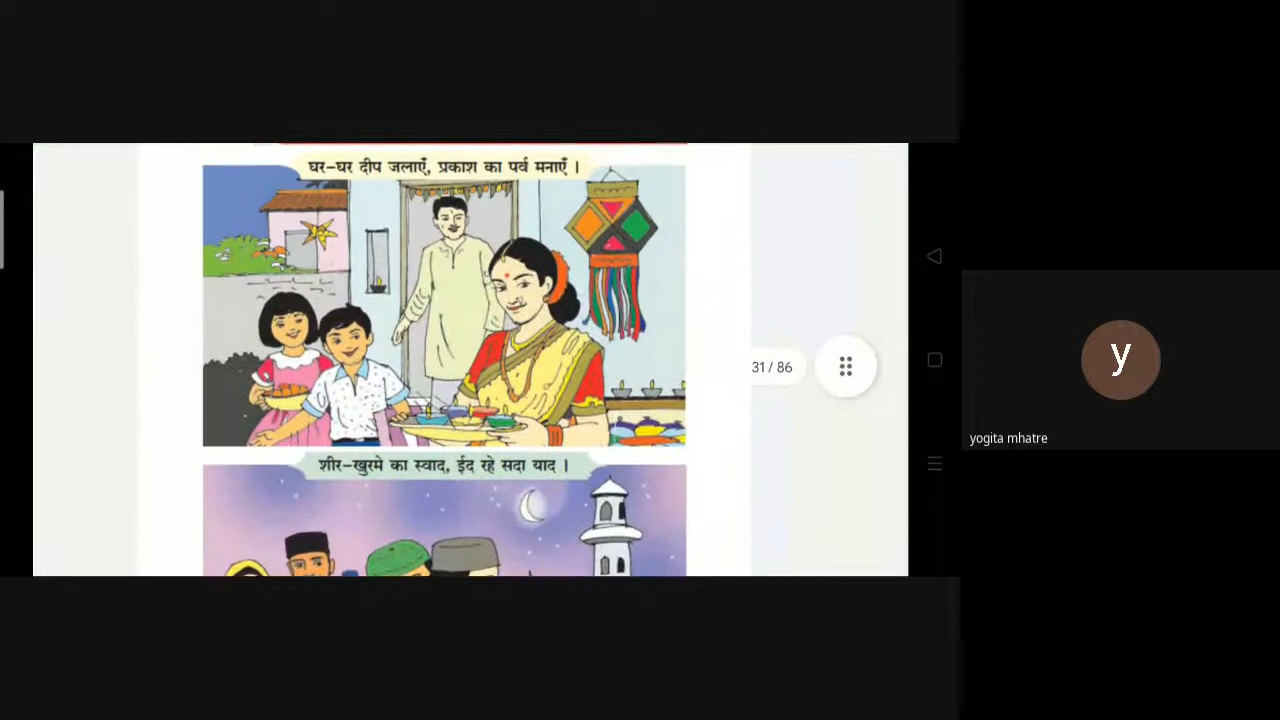 घर-घर दीप जलाएँ, प्रकाश का पर्व मनाएँ ।
31 / 86
y
yogita mhatre
शीर-खुरमे का स्वाद, ईद रहे सदा याद ।